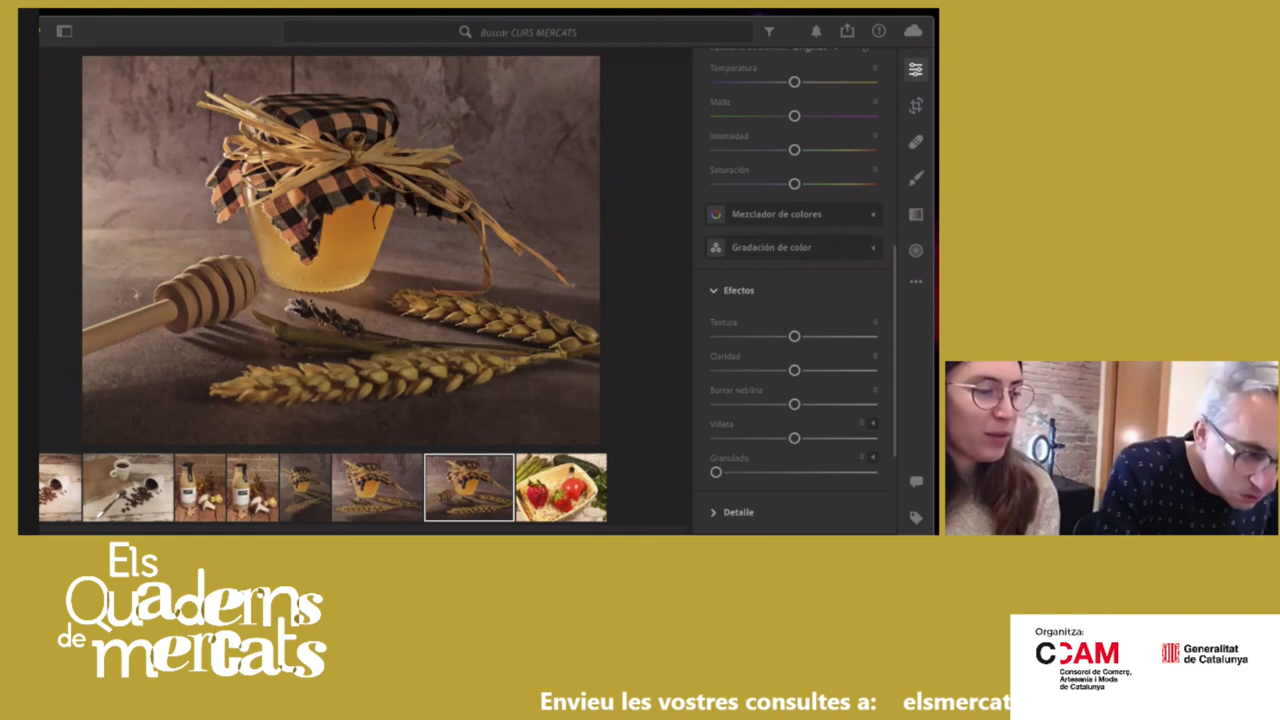 Buscar CURS MERCATS
Original
Temperatura 0
Matiz 0
Intensidad 0
Saturación 0
Mezclador de colores
Gradación de color
Efectos
Textura 0
Claridad 0
Borrar neblina 0
Viñeta 0
Granulado 0
Detalle
Els
Quaderns
de mercats
Organitza:
CCAM
Consorci de Comerç,
Artesania i Moda
de Catalunya
Generalitat
de Catalunya
Envieu les vostres consultes a: elsmercat